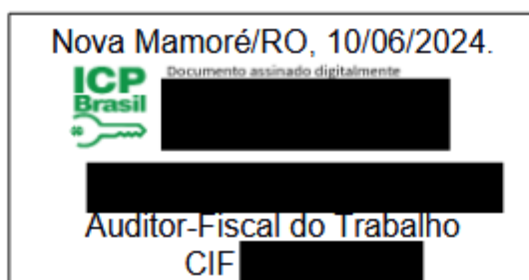 Nova Mamoré/RO, 10/06/2024.
ICP
Brasil
Documento assinado digitalmente
Auditor-Fiscal do Trabalho
CIF